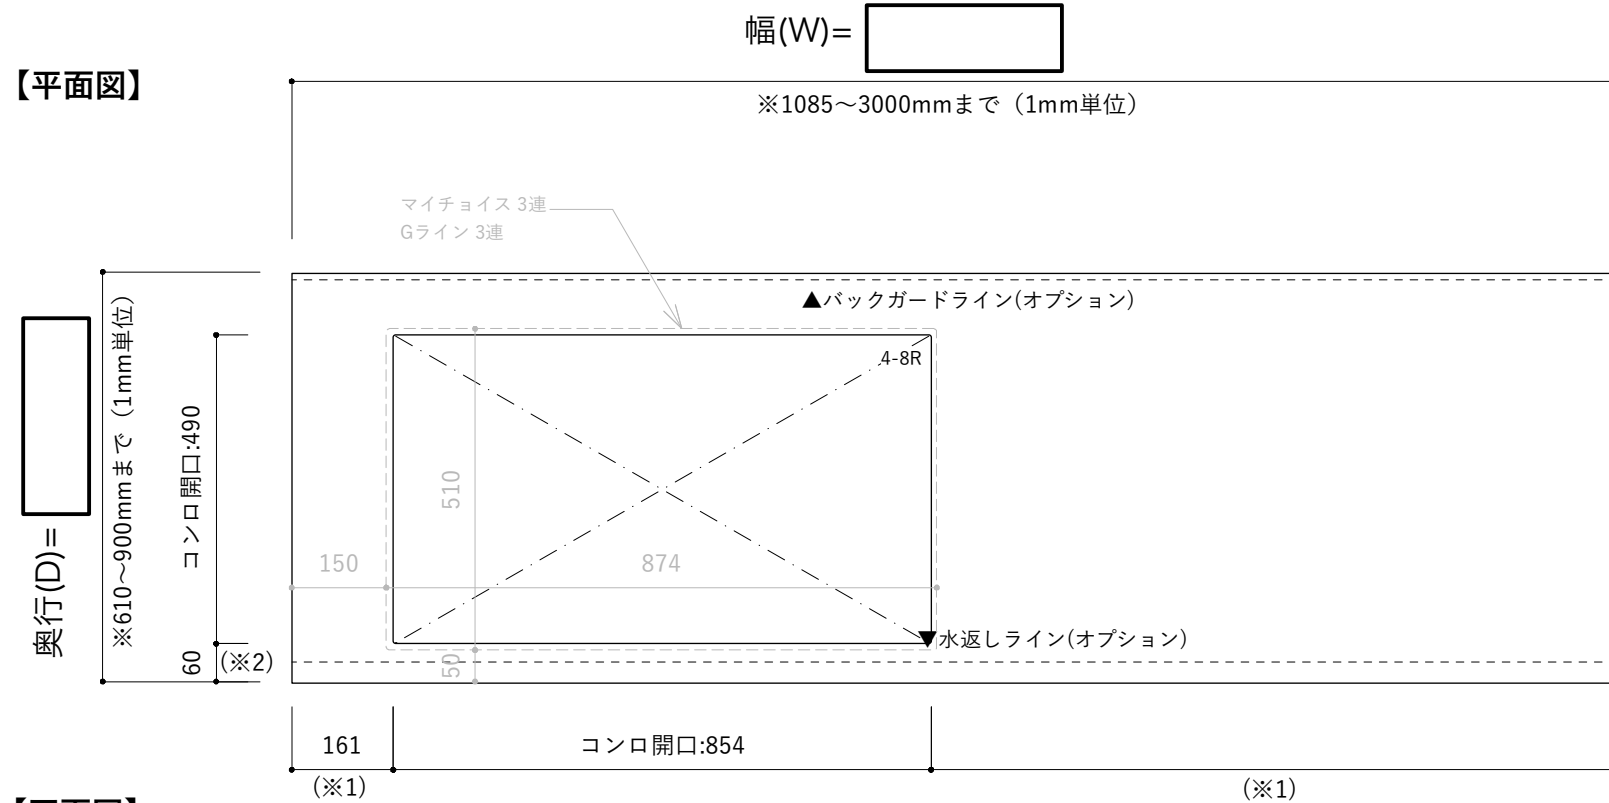 幅(W)=
【平面図】
※1085～3000mmまで（1mm単位）
マイチョイス 3連
Gライン 3連
▲バックガードライン(オプション)
4-8R
奥行(D)=
※610～900mmまで（1mm単位）
コンロ開口:490
510
150
874
▼水返しライン(オプション)
60
(※2)
50
161
コンロ開口:854
(※1)
(※1)